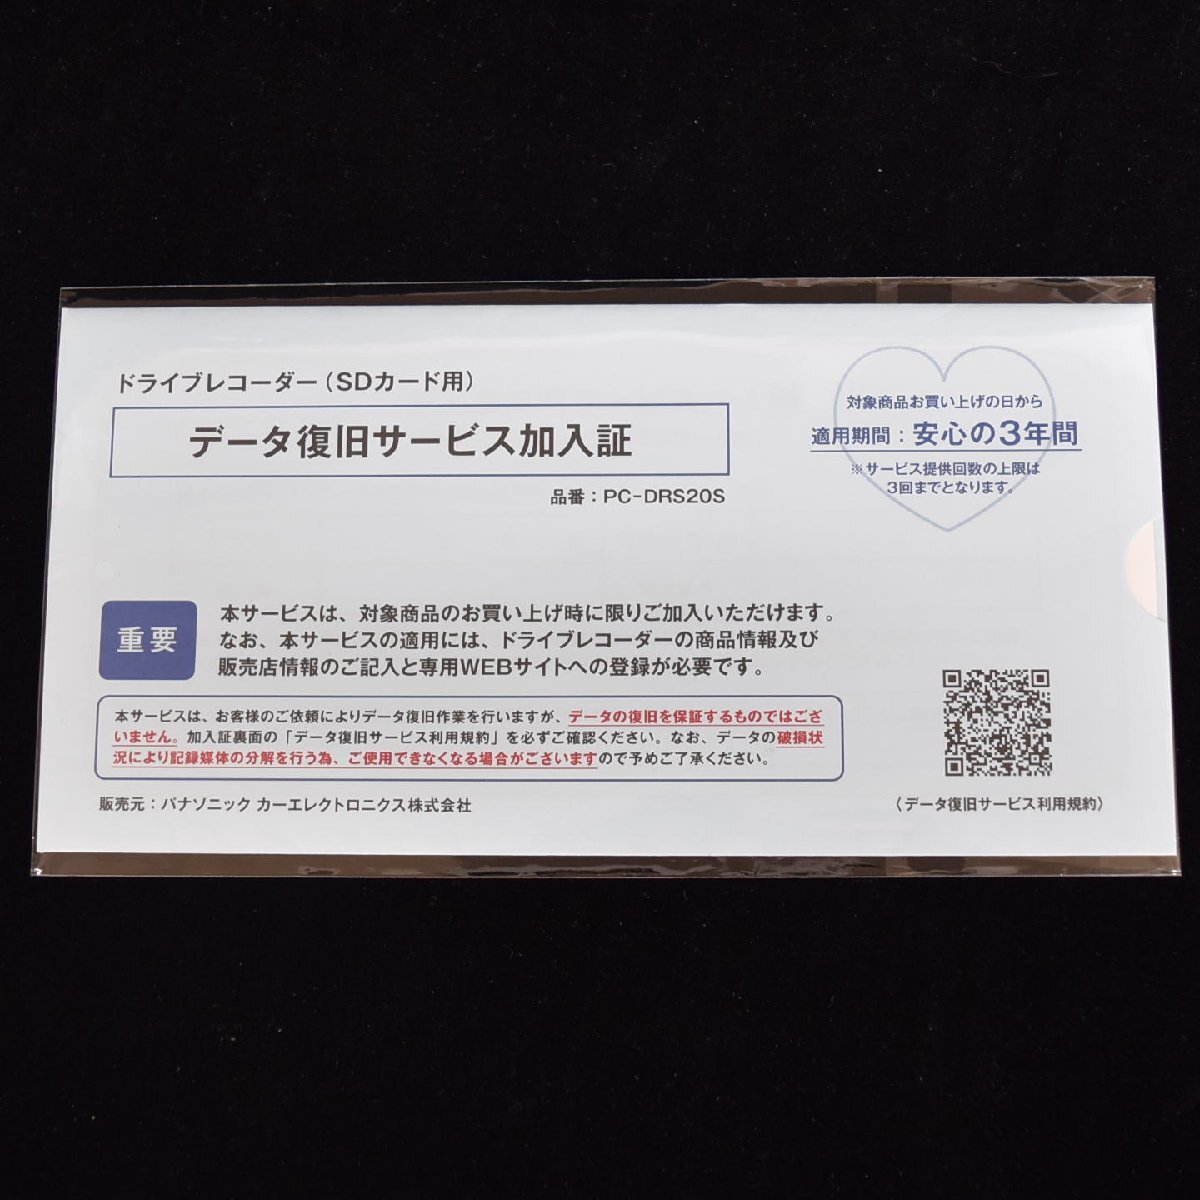 ドライブレコーダー(SDカード用)
データ復旧サービス加入証
品番：PC-DRS20S
対象商品お買い上げの日から
適用期間：安心の3年間
※サービス提供回数の上限は
3回までとなります。
重要
本サービスは、対象商品のお買い上げ時に限りご加入いただけます。
なお、本サービスの適用には、ドライブレコーダーの商品情報及び
販売店情報のご記入と専用WEBサイトへの登録が必要です。
本サービスは、お客様のご依頼によりデータ復旧作業を行いますが、データの復旧を保証するものではござ
いません。加入証裏面の「データ復旧サービス利用規約」を必ずご確認ください。なお、データの破損状
況により記録媒体の分解を行う為、ご使用できなくなる場合がございますので予めご了承ください。
販売元：パナソニック カーエレクトロニクス株式会社
(データ復旧サービス利用規約)